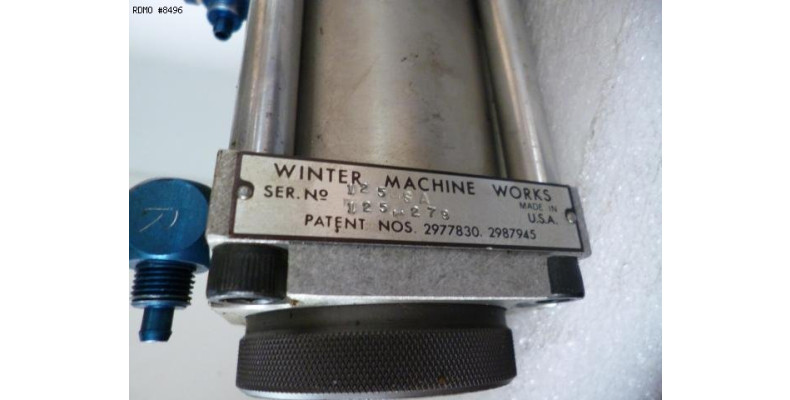 RDMO #8496
WINTER MACHINE WORKS
SER. NO
MADE IN
U.S.A.
PATENT NOS. 2977830. 2987945